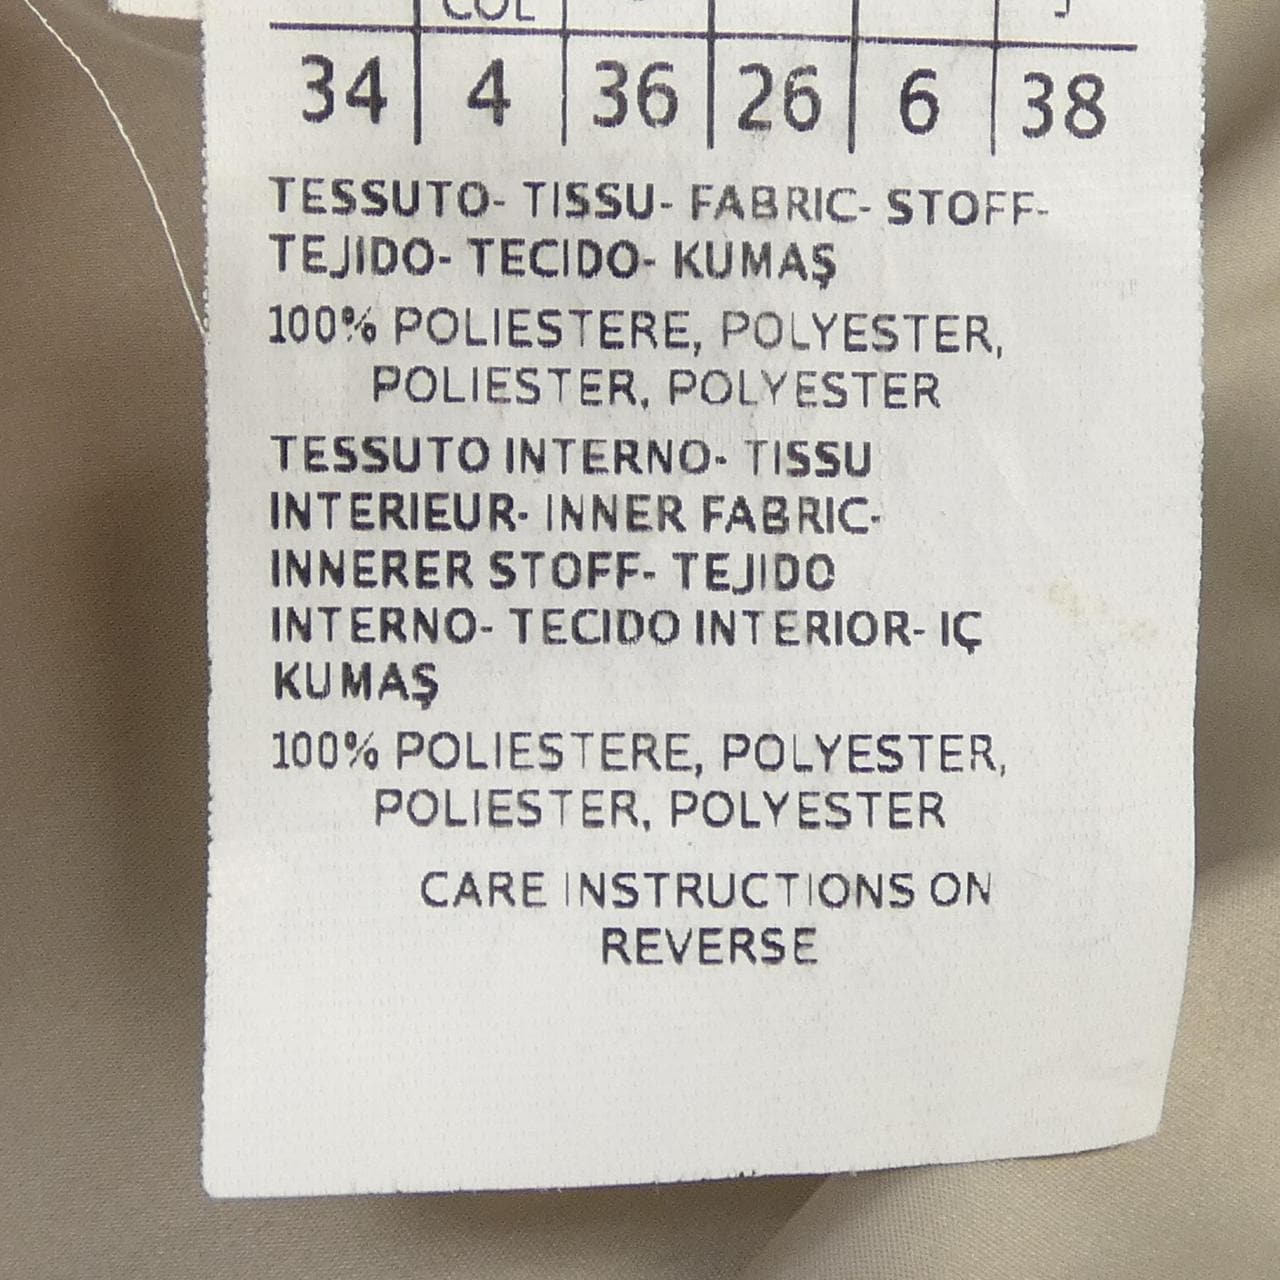 COL J
34 4 36 26 6 38
TESSUTO- TISSU- FABRIC- STOFF-
TEJIDO- TECIDO- KUMAŞ
100% POLIESTERE, POLYESTER,
POLIESTER, POLYESTER
TESSUTO INTERNO- TISSU
INTERIEUR- INNER FABRIC-
INNERER STOFF- TEJIDO
INTERNO- TECIDO INTERIOR- IÇ
KUMAŞ
100% POLIESTERE, POLYESTER,
POLIESTER, POLYESTER
CARE INSTRUCTIONS ON
REVERSE